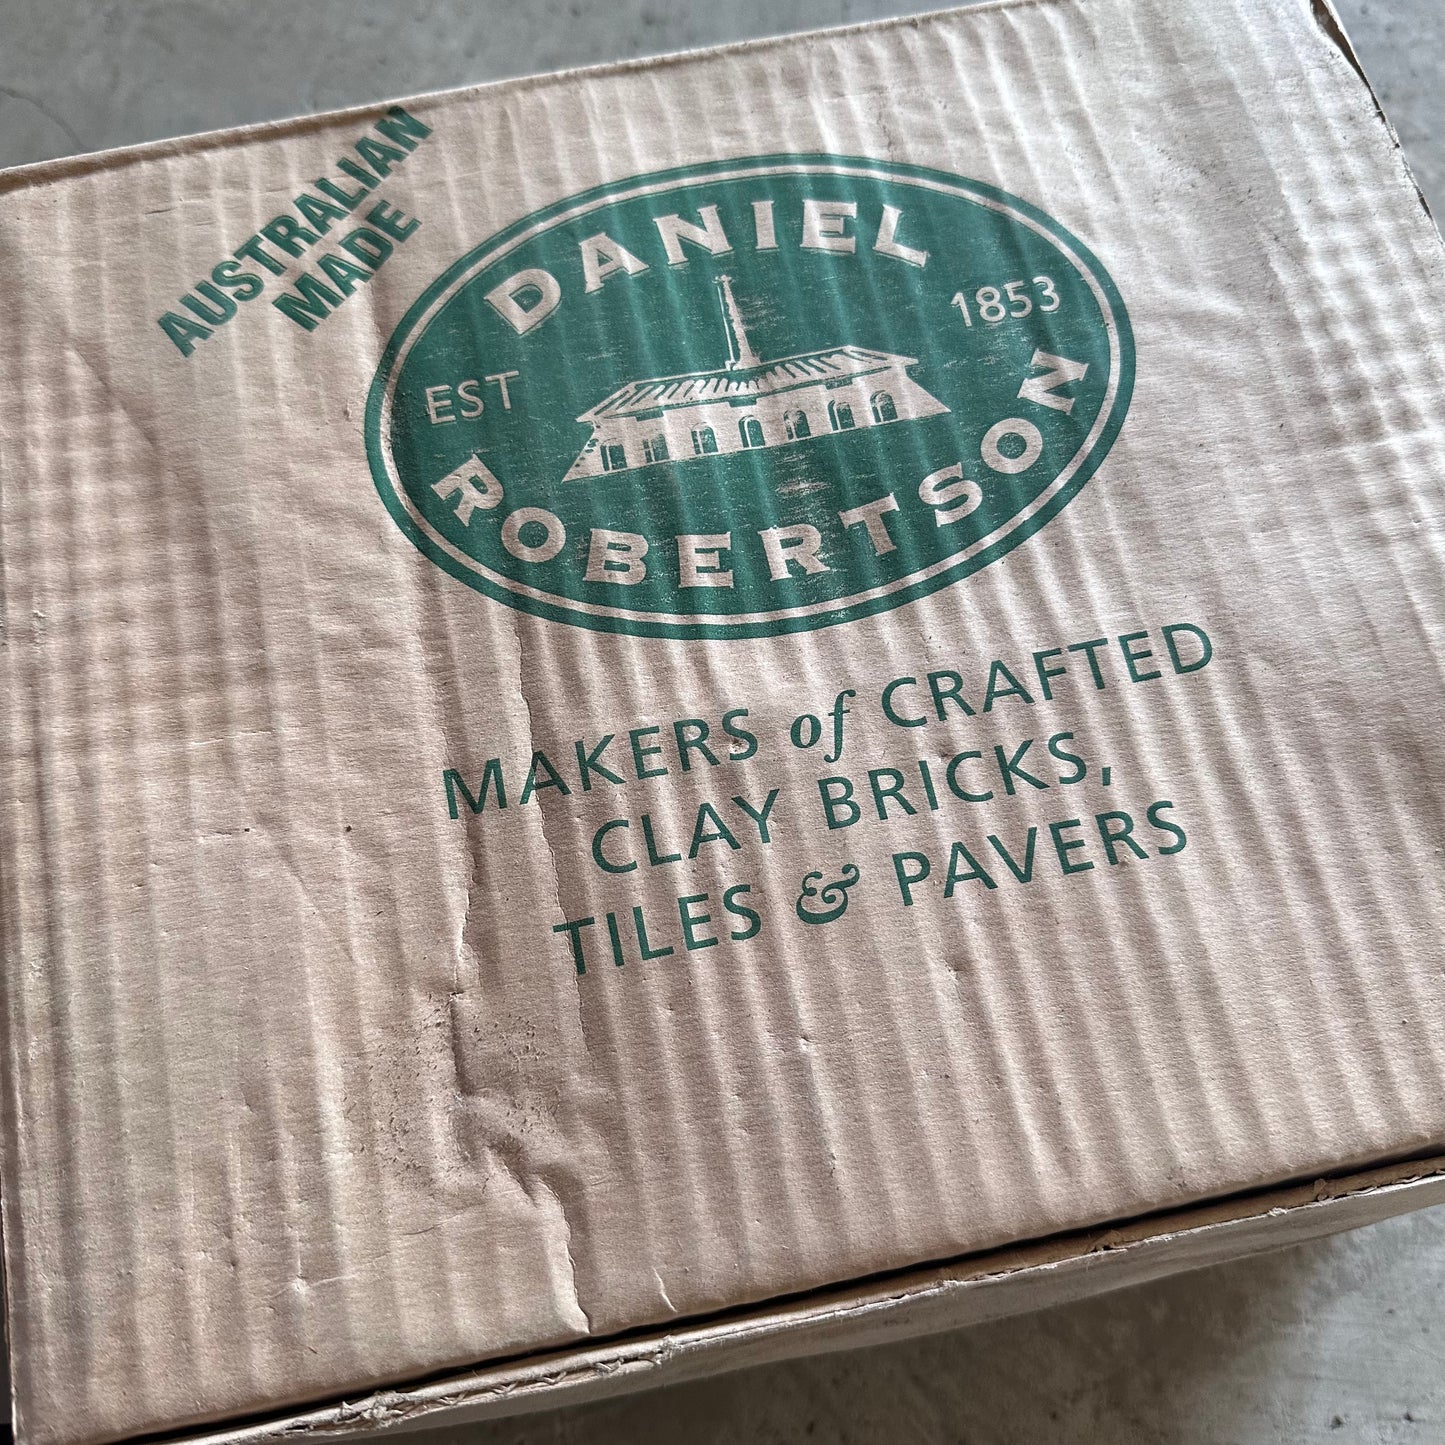 AUSTRALIAN
MADE
DANIEL
EST 1853
ROBERTSON
MAKERS of CRAFTED
CLAY BRICKS,
TILES & PAVERS